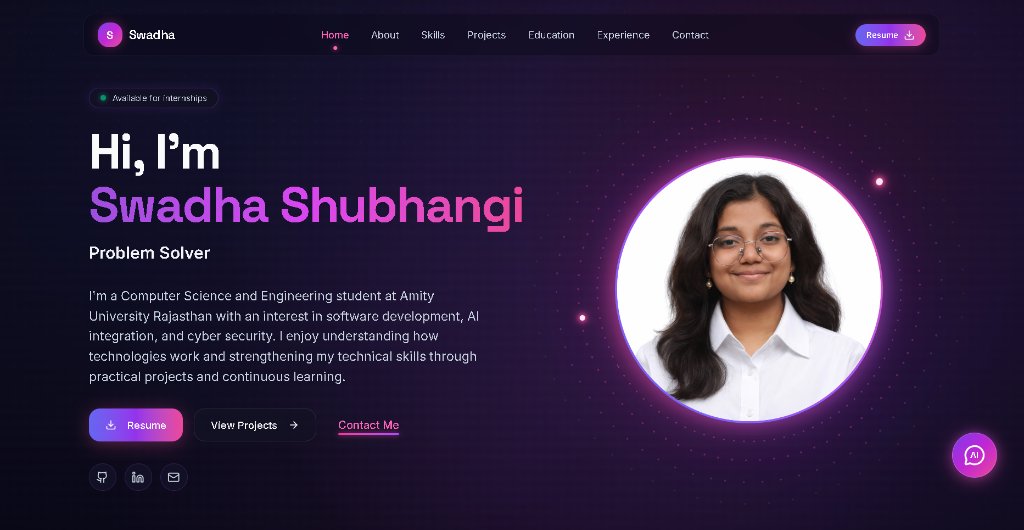 S Swadha
Home About Skills Projects Education Experience Contact
Resume
Available for internships
Hi, I'm
Swadha Shubhangi
Problem Solver
I'm a Computer Science and Engineering student at Amity
University Rajasthan with an interest in software development, AI
integration, and cyber security. I enjoy understanding how
technologies work and strengthening my technical skills through
practical projects and continuous learning.
Resume View Projects Contact Me
in
AI